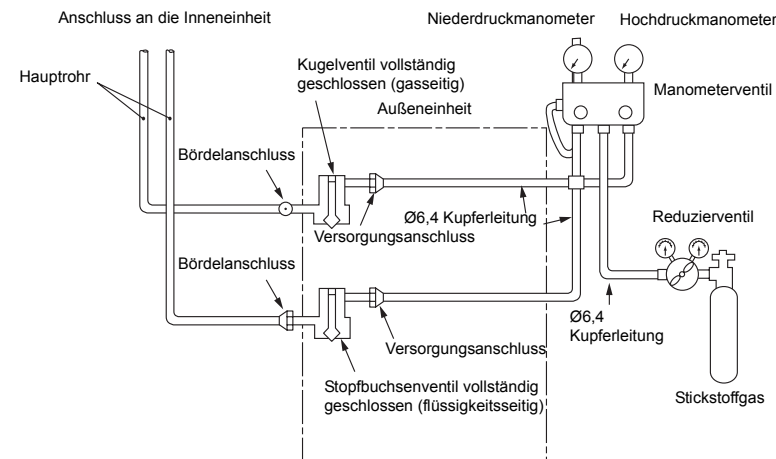 Anschluss an die Inneneinheit
Niederdruckmanometer
Hochdruckmanometer
Hauptrohr
Kugelventil vollständig
geschlossen (gasseitig)
Manometerventil
Außeneinheit
Bördelanschluss
Ø6,4 Kupferleitung
Versorgungsanschluss
Reduzierventil
Bördelanschluss
Ø6,4
Kupferleitung
Versorgungsanschluss
Stopfbuchsenventil vollständig
geschlossen (flüssigkeitsseitig)
Stickstoffgas